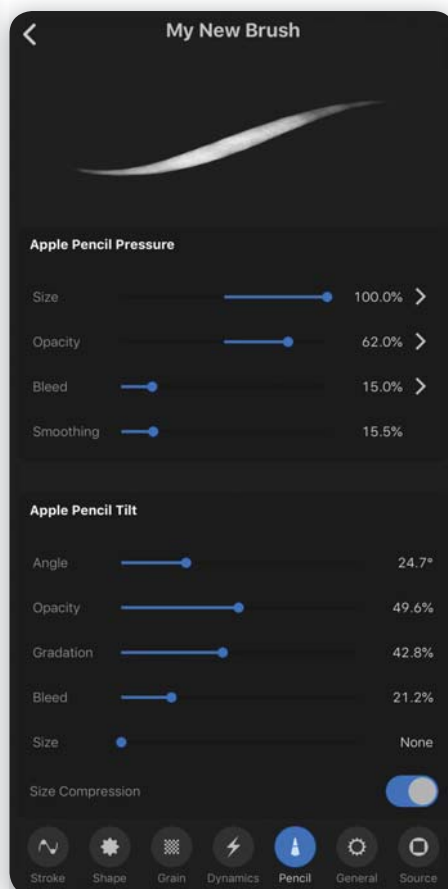 My New Brush
Apple Pencil Pressure
Size 100.0%
Opacity 62.0%
Bleed 15.0%
Smoothing 15.5%
Apple Pencil Tilt
Angle 24.7°
Opacity 49.6%
Gradation 42.8%
Bleed 21.2%
Size None
Size Compression
Stroke Shape Grain Dynamics Pencil General Source